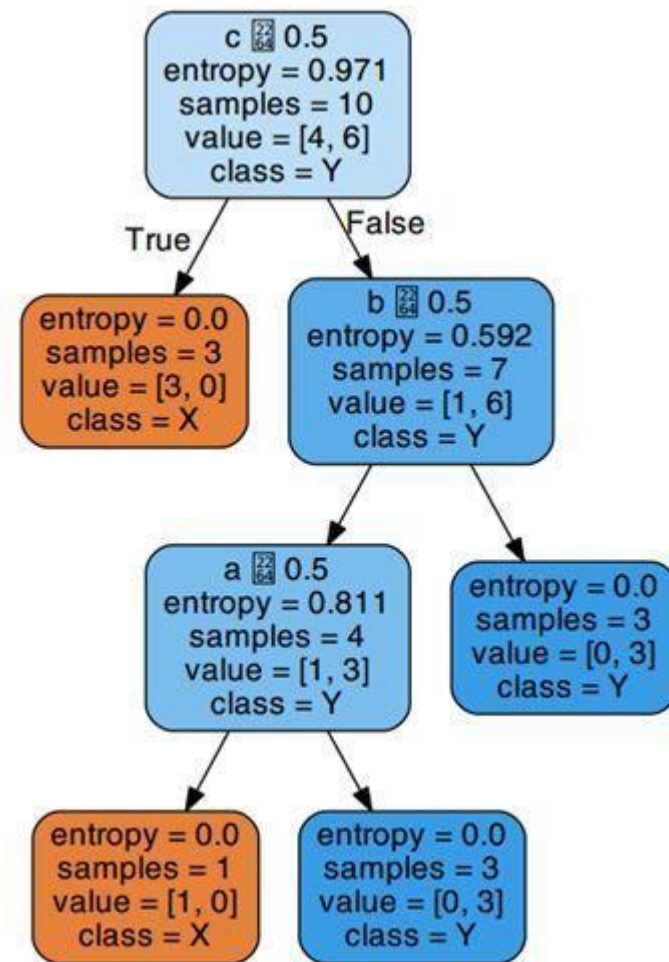 c 2264 0.5
entropy = 0.971
samples = 10
value = [4, 6]
class = Y
True
False
entropy = 0.0
samples = 3
value = [3, 0]
class = X
b 2264 0.5
entropy = 0.592
samples = 7
value = [1, 6]
class = Y
a 2264 0.5
entropy = 0.811
samples = 4
value = [1, 3]
class = Y
entropy = 0.0
samples = 3
value = [0, 3]
class = Y
entropy = 0.0
samples = 1
value = [1, 0]
class = X
entropy = 0.0
samples = 3
value = [0, 3]
class = Y